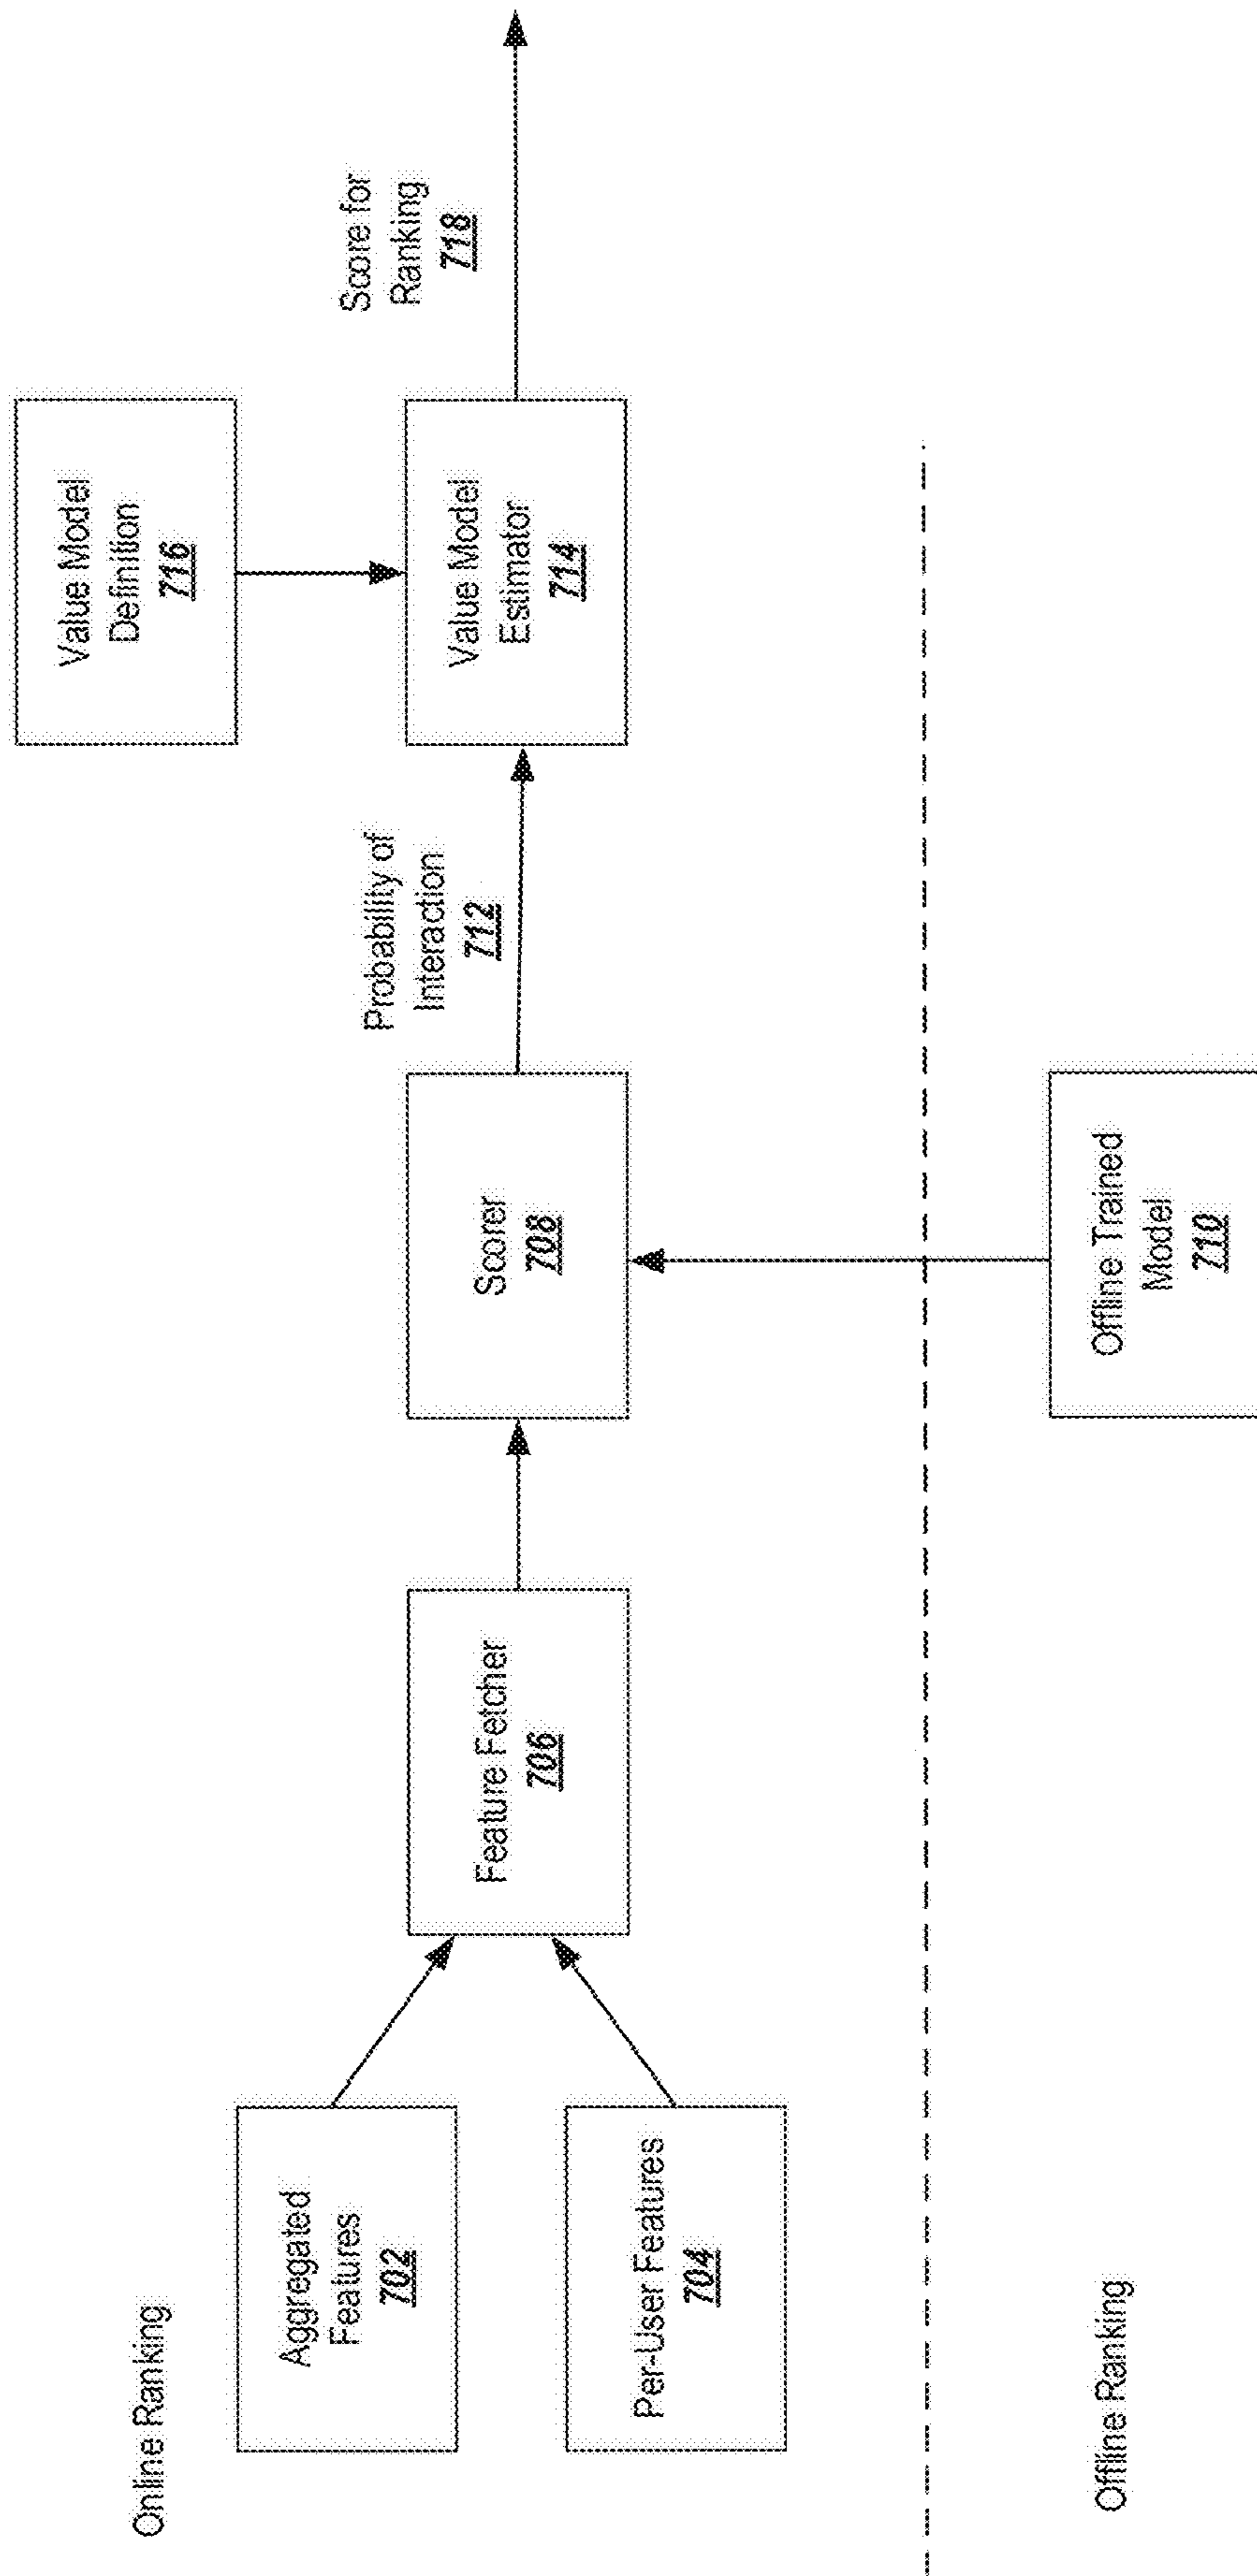 Online Ranking
Aggregated
Features
702
Per-User Features
704
Feature Fetcher
706
Scorer
708
Probability of
Interaction
712
Value Model
Definition
716
Value Model
Estimator
714
Score for
Ranking
718
Offline Ranking
Offline Trained
Model
710